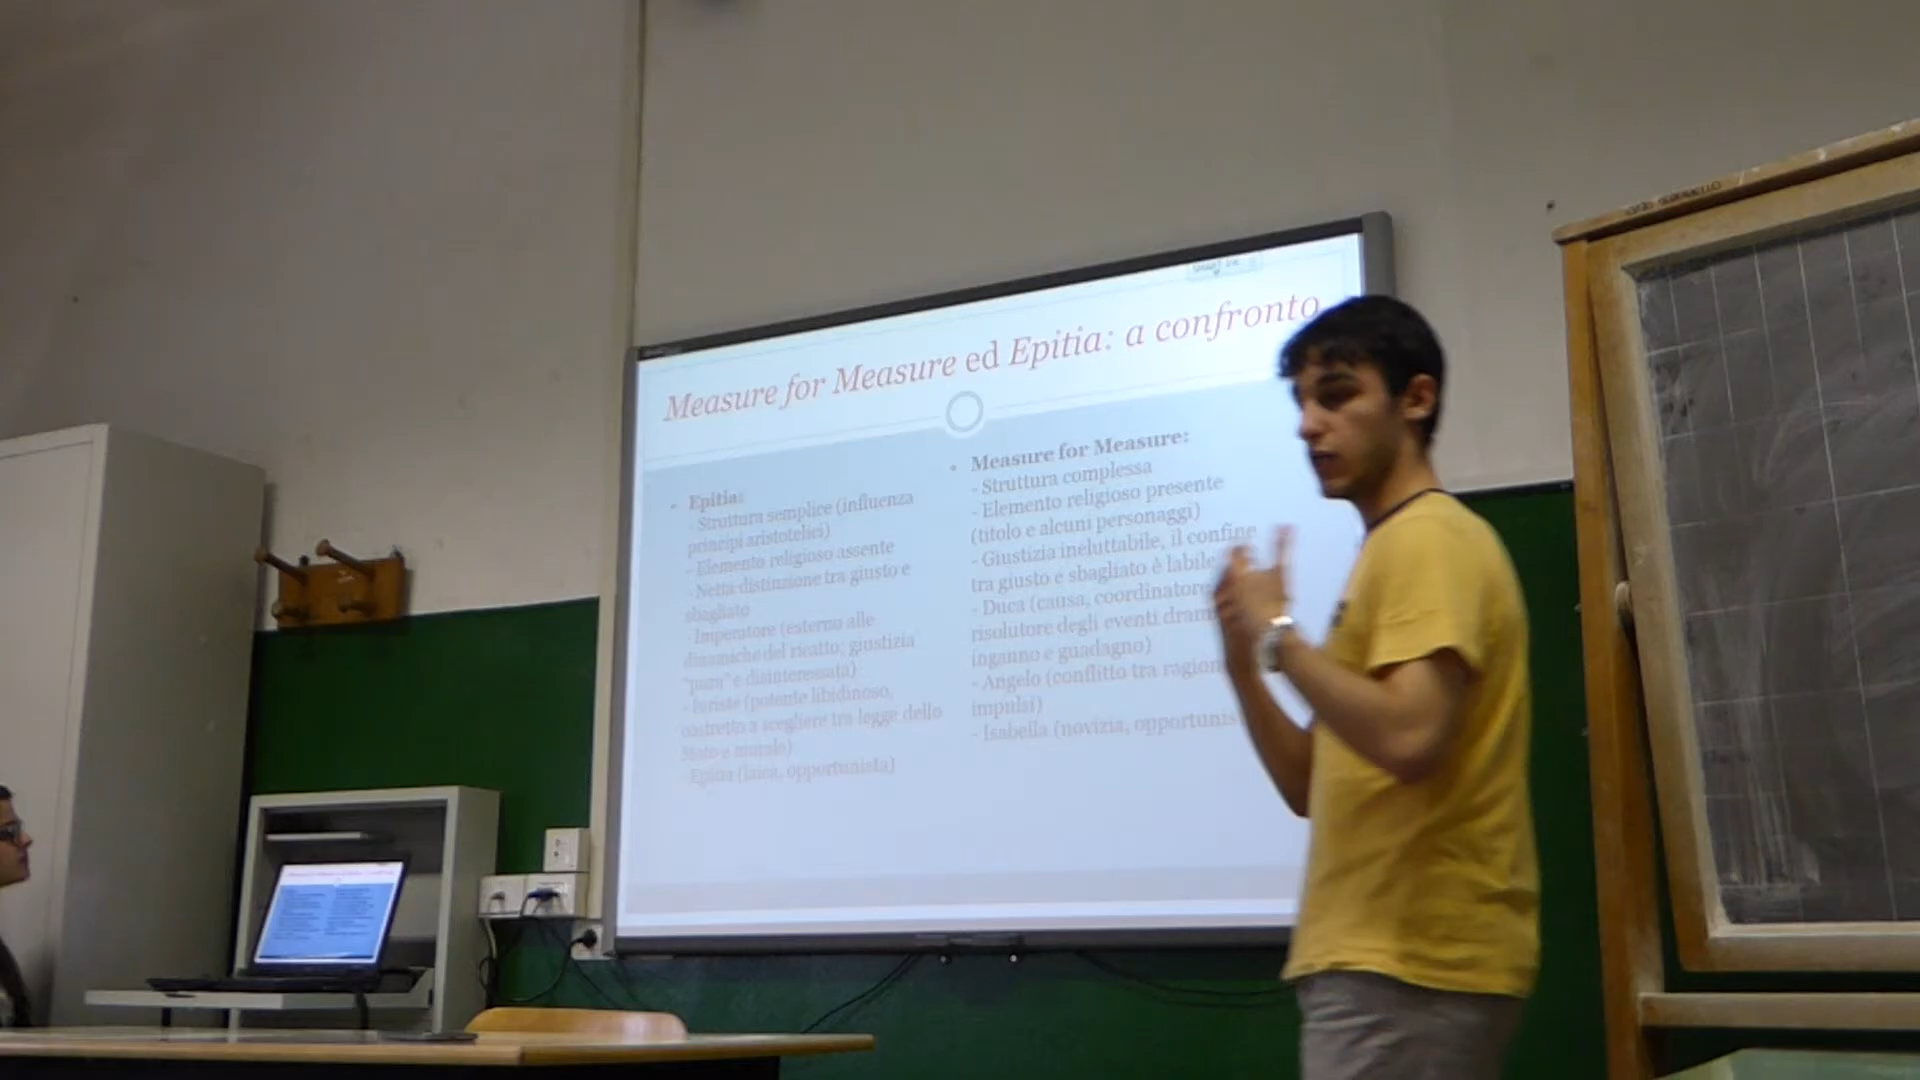 Measure for Measure ed Epitia: a confronto
Epitia:
- Struttura semplice (influenza
principi aristotelici)
- Elemento religioso assente
- Netta distinzione tra giusto e
sbagliato
- Imperatore (esterno alle
dinamiche del ricatto; giustizia
"pura" e disinteressata)
- Iuriste (potente libidinoso,
costretto a scegliere tra legge dello
Stato e morale)
- Epitia (laica, opportunista)
Measure for Measure:
- Struttura complessa
- Elemento religioso presente
(titolo e alcuni personaggi)
- Giustizia ineluttabile, il confine
tra giusto e sbagliato è labile
- Duca (causa, coordinatore
risolutore degli eventi dram
inganno e guadagno)
- Angelo (conflitto tra ragion
impulsi)
- Isabella (novizia, opportunis